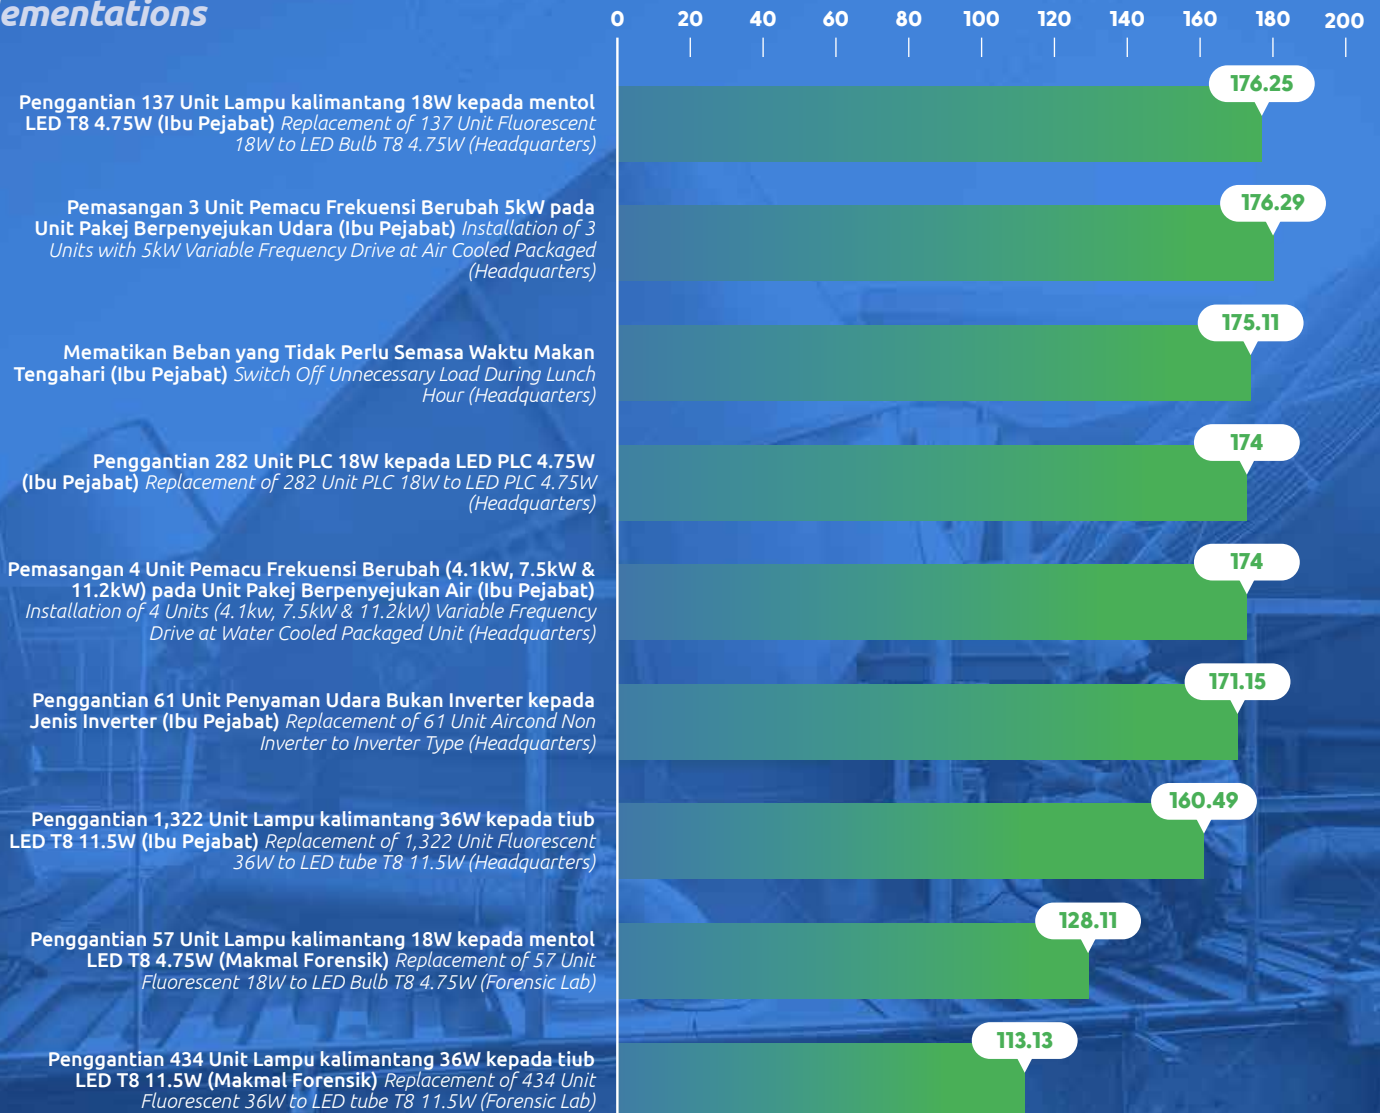 ementations
0 20 40 60 80 100 120 140 160 180 200
Penggantian 137 Unit Lampu kalimantang 18W kepada mentol
LED T8 4.75W (Ibu Pejabat) Replacement of 137 Unit Fluorescent
18W to LED Bulb T8 4.75W (Headquarters)
176.25
Pemasangan 3 Unit Pemacu Frekuensi Berubah 5kW pada
Unit Pakej Berpenyejukan Udara (Ibu Pejabat) Installation of 3
Units with 5kW Variable Frequency Drive at Air Cooled Packaged
(Headquarters)
176.29
Mematikan Beban yang Tidak Perlu Semasa Waktu Makan
Tengahari (Ibu Pejabat) Switch Off Unnecessary Load During Lunch
Hour (Headquarters)
175.11
Penggantian 282 Unit PLC 18W kepada LED PLC 4.75W
(Ibu Pejabat) Replacement of 282 Unit PLC 18W to LED PLC 4.75W
(Headquarters)
174
Pemasangan 4 Unit Pemacu Frekuensi Berubah (4.1kW, 7.5kW &
11.2kW) pada Unit Pakej Berpenyejukan Air (Ibu Pejabat)
Installation of 4 Units (4.1kw, 7.5kW & 11.2kW) Variable Frequency
Drive at Water Cooled Packaged Unit (Headquarters)
174
Penggantian 61 Unit Penyaman Udara Bukan Inverter kepada
Jenis Inverter (Ibu Pejabat) Replacement of 61 Unit Aircond Non
Inverter to Inverter Type (Headquarters)
171.15
Penggantian 1,322 Unit Lampu kalimantang 36W kepada tiub
LED T8 11.5W (Ibu Pejabat) Replacement of 1,322 Unit Fluorescent
36W to LED tube T8 11.5W (Headquarters)
160.49
Penggantian 57 Unit Lampu kalimantang 18W kepada mentol
LED T8 4.75W (Makmal Forensik) Replacement of 57 Unit
Fluorescent 18W to LED Bulb T8 4.75W (Forensic Lab)
128.11
Penggantian 434 Unit Lampu kalimantang 36W kepada tiub
LED T8 11.5W (Makmal Forensik) Replacement of 434 Unit
Fluorescent 36W to LED tube T8 11.5W (Forensic Lab)
113.13